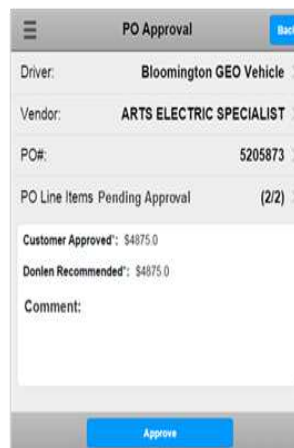 PO Approval
Back
Driver: Bloomington GEO Vehicle
Vendor: ARTS ELECTRIC SPECIALIST
PO#: 5205873
PO Line Items Pending Approval (2/2)
Customer Approved*: $4875.0
Donlen Recommended*: $4875.0
Comment:
Approve